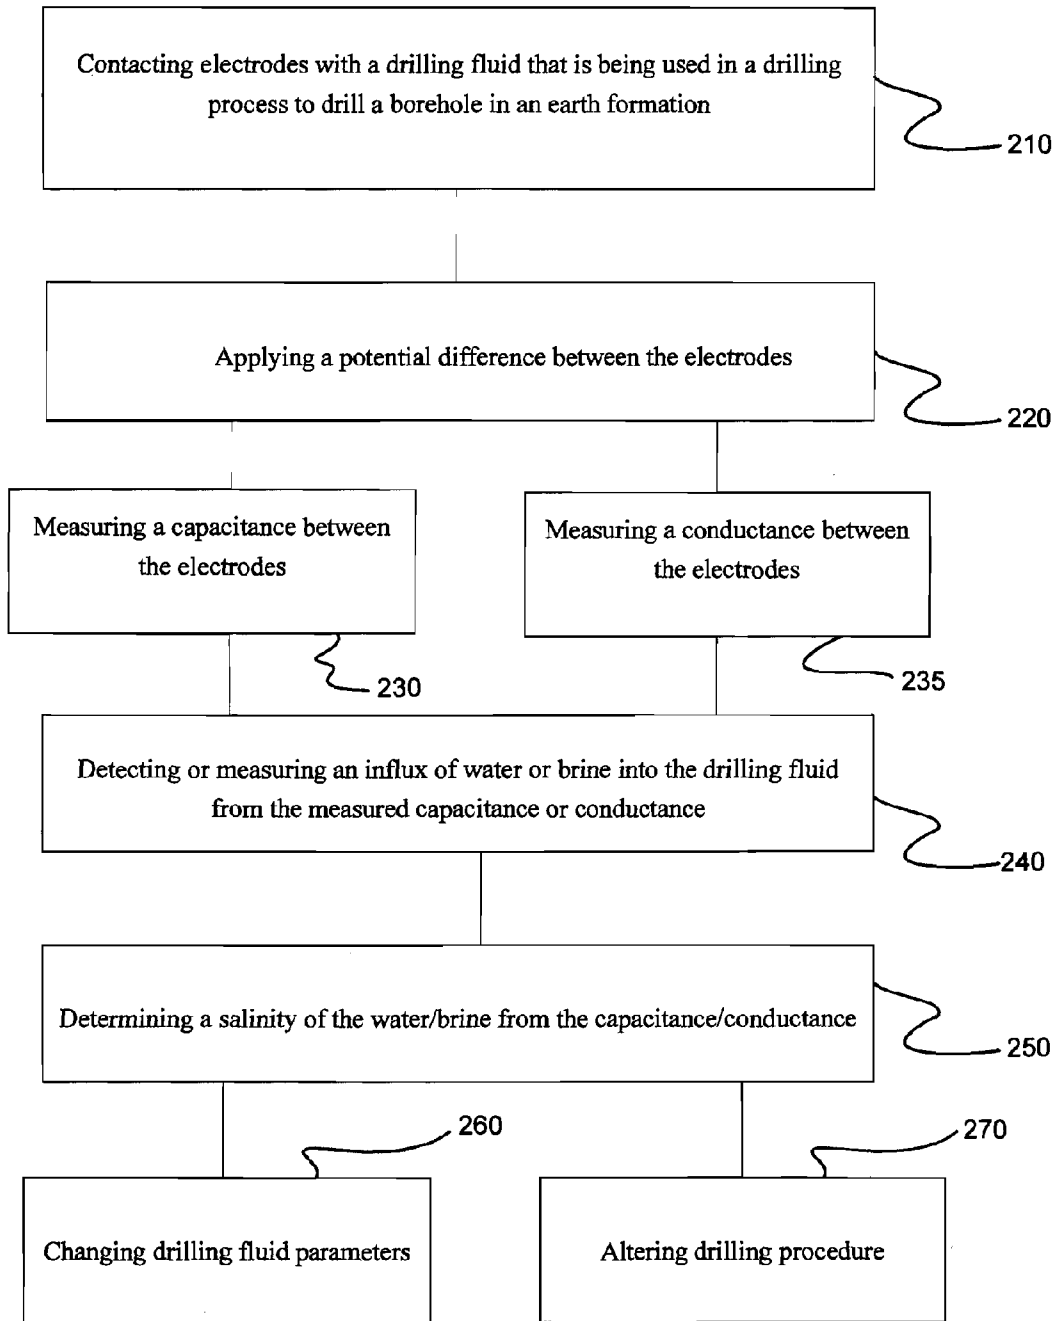 Contacting electrodes with a drilling fluid that is being used in a drilling
process to drill a borehole in an earth formation
210
Applying a potential difference between the electrodes
220
Measuring a capacitance between
the electrodes
230
Measuring a conductance between
the electrodes
235
Detecting or measuring an influx of water or brine into the drilling fluid
from the measured capacitance or conductance
240
Determining a salinity of the water/brine from the capacitance/conductance
250
260
Changing drilling fluid parameters
270
Altering drilling procedure